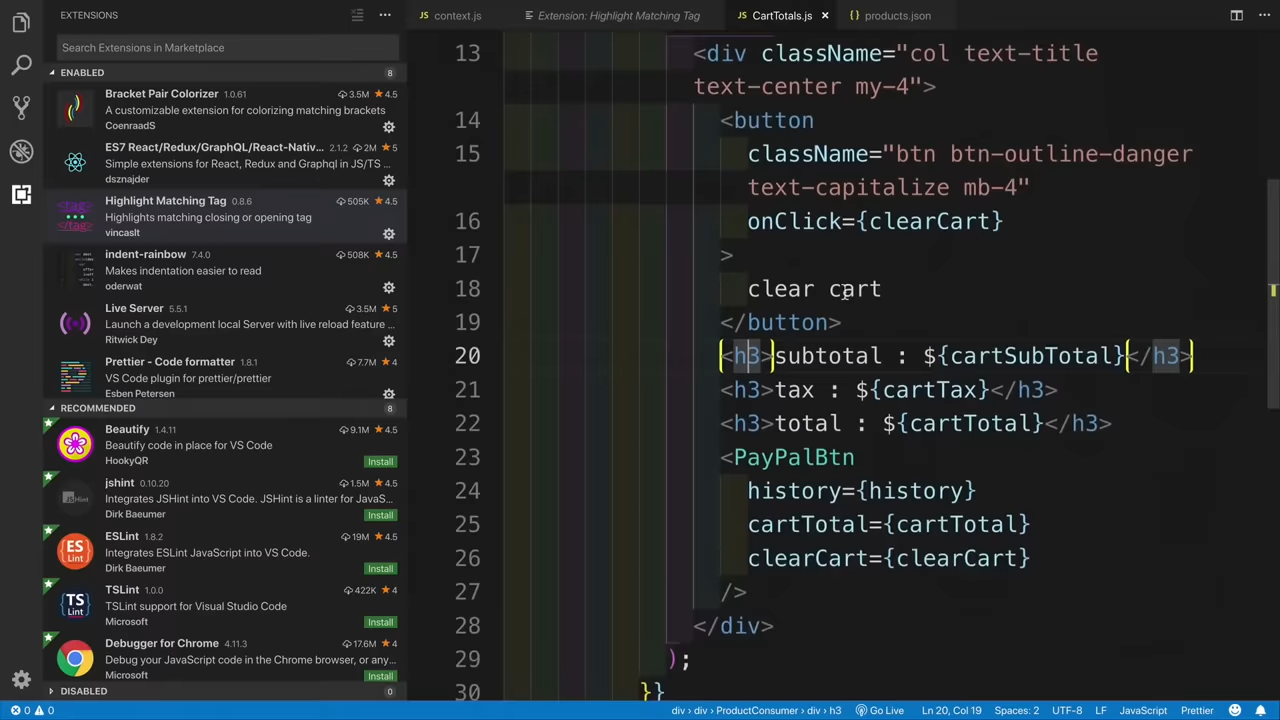 EXTENSIONS
Search Extensions in Marketplace
ENABLED 8
Bracket Pair Colorizer 1.0.61 3.5M 4.5
A customizable extension for colorizing matching brackets
CoenraadS
ES7 React/Redux/GraphQL/React-Nativ... 2.1.2 2M 5
Simple extensions for React, Redux and Graphql in JS/TS ...
dsznajder
Highlight Matching Tag 0.8.6 505K 4.5
Highlights matching closing or opening tag
vincaslt
indent-rainbow 7.4.0 508K 4.5
Makes indentation easier to read
oderwat
Live Server 5.5.1 3.5M 5
Launch a development local Server with live reload feature ...
Ritwick Dey
Prettier - Code formatter 1.8.1 7.7M 4
VS Code plugin for prettier/prettier
Esben Petersen
RECOMMENDED 8
Beautify 1.4.11 9.1M 4.5
Beautify code in place for VS Code
HookyQR Install
jshint 0.10.20 1.5M 4.5
Integrates JSHint into VS Code. JSHint is a linter for JavaS...
Dirk Baeumer Install
ESLint 1.8.2 19M 4.5
Integrates ESLint JavaScript into VS Code.
Dirk Baeumer Install
TSLint 1.0.0 422K 4
TSLint support for Visual Studio Code
Microsoft Install
Debugger for Chrome 4.11.3 17.6M 4
Debug your JavaScript code in the Chrome browser, or any...
Microsoft Install
DISABLED 0
JS context.js Extension: Highlight Matching Tag JS CartTotals.js {} products.json
13 <div className="col text-title
text-center my-4">
14 <button
15 className="btn btn-outline-danger
text-capitalize mb-4"
16 onClick={clearCart}
17 >
18 clear cart
19 </button>
20 <h3>subtotal : ${cartSubTotal}</h3>
21 <h3>tax : ${cartTax}</h3>
22 <h3>total : ${cartTotal}</h3>
23 <PayPalBtn
24 history={history}
25 cartTotal={cartTotal}
26 clearCart={clearCart}
27 />
28 </div>
29 );
30 }}
0 0 div › div › ProductConsumer › div › h3 Go Live Ln 20, Col 19 Spaces: 2 UTF-8 LF JavaScript Prettier